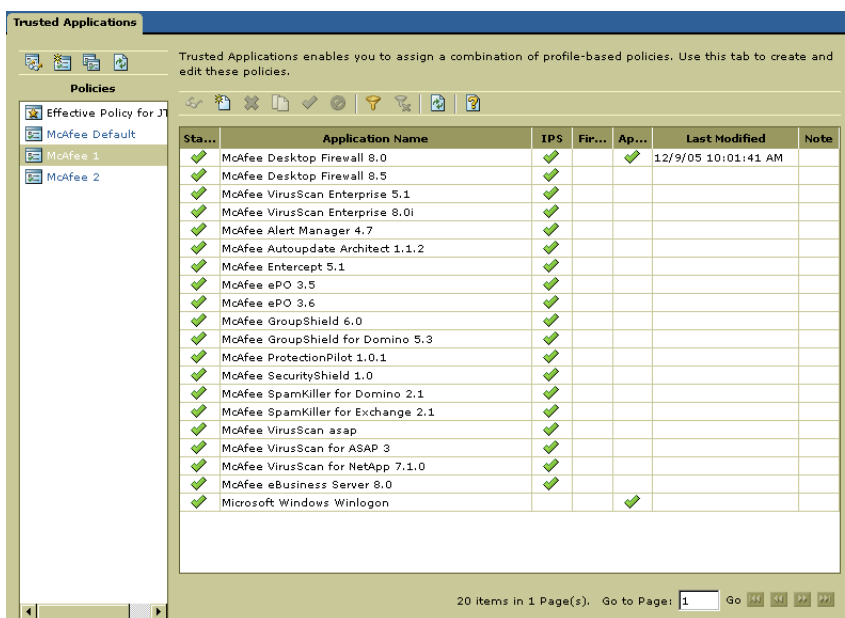 Trusted Applications
Trusted Applications enables you to assign a combination of profile-based policies. Use this tab to create and
edit these policies.
Policies
Effective Policy for JT
McAfee Default
McAfee 1
McAfee 2
Sta... Application Name IPS Fir... Ap... Last Modified Note
McAfee Desktop Firewall 8.0 12/9/05 10:01:41 AM
McAfee Desktop Firewall 8.5
McAfee VirusScan Enterprise 5.1
McAfee VirusScan Enterprise 8.0i
McAfee Alert Manager 4.7
McAfee Autoupdate Architect 1.1.2
McAfee Entercept 5.1
McAfee ePO 3.5
McAfee ePO 3.6
McAfee GroupShield 6.0
McAfee GroupShield for Domino 5.3
McAfee ProtectionPilot 1.0.1
McAfee SecurityShield 1.0
McAfee SpamKiller for Domino 2.1
McAfee SpamKiller for Exchange 2.1
McAfee VirusScan asap
McAfee VirusScan for ASAP 3
McAfee VirusScan for NetApp 7.1.0
McAfee eBusiness Server 8.0
Microsoft Windows Winlogon
20 items in 1 Page(s). Go to Page: 1 Go